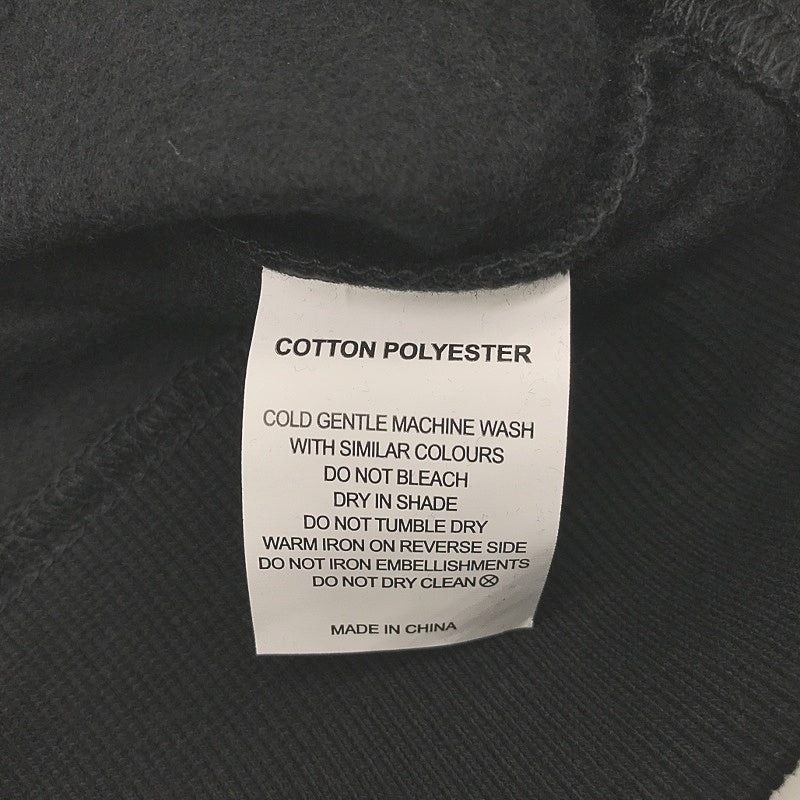 COTTON POLYESTER
COLD GENTLE MACHINE WASH
WITH SIMILAR COLOURS
DO NOT BLEACH
DRY IN SHADE
DO NOT TUMBLE DRY
WARM IRON ON REVERSE SIDE
DO NOT IRON EMBELLISHMENTS
DO NOT DRY CLEAN
MADE IN CHINA